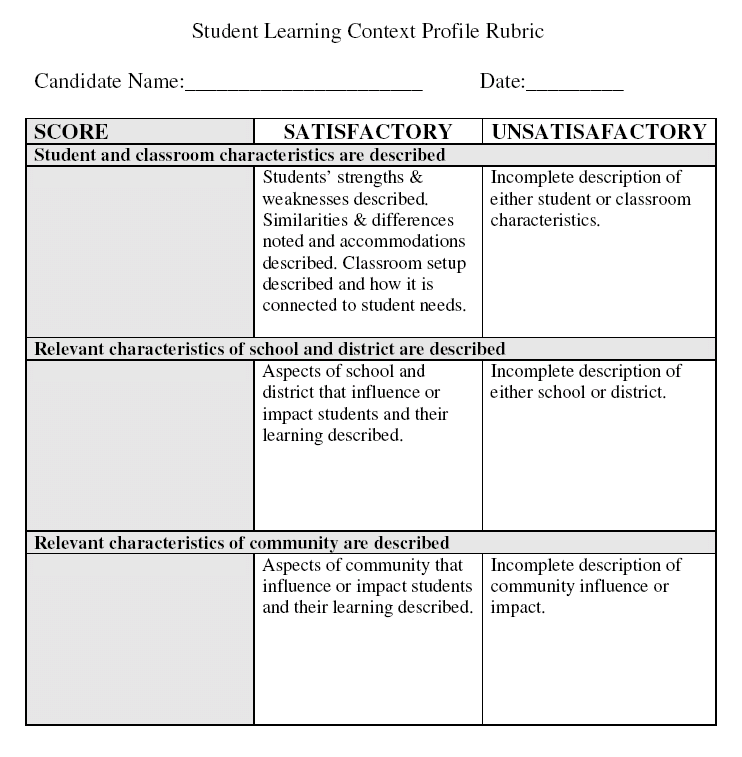 Student Learning Context Profile Rubric
Candidate Name:______________________ Date:_________
SCORE SATISFACTORY UNSATISAFACTORY
Student and classroom characteristics are described
Students' strengths &
weaknesses described.
Similarities & differences
noted and accommodations
described. Classroom setup
described and how it is
connected to student needs.
Incomplete description of
either student or classroom
characteristics.
Relevant characteristics of school and district are described
Aspects of school and
district that influence or
impact students and their
learning described.
Incomplete description of
either school or district.
Relevant characteristics of community are described
Aspects of community that
influence or impact students
and their learning described.
Incomplete description of
community influence or
impact.